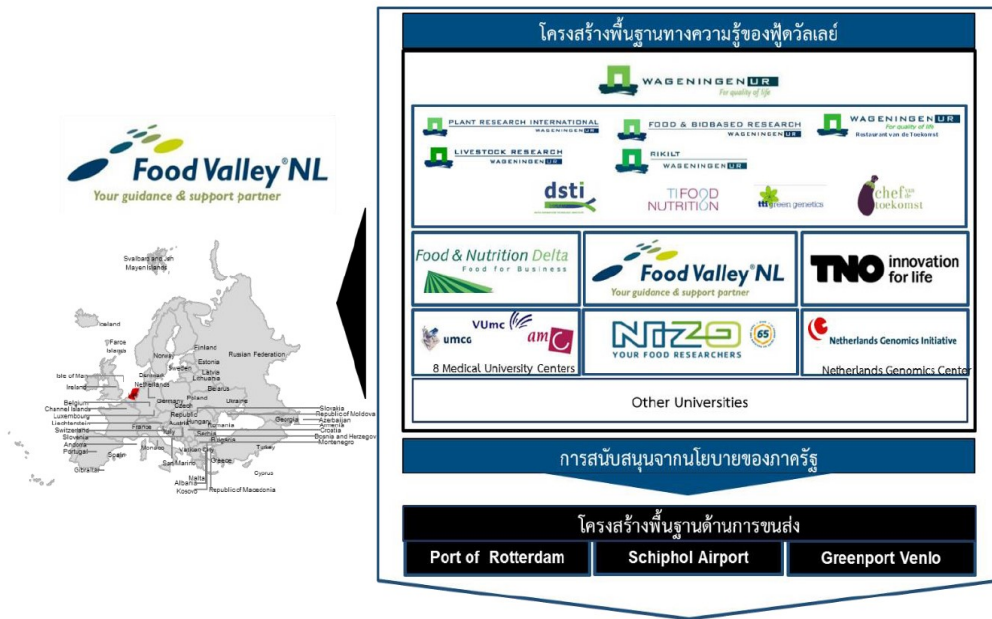 Food Valley®NL
Your guidance & support partner
Svalbard and Jan
Mayen Islands
Iceland
Faroe
Islands
Finland
Norway
Estonia
Russian Federation
Sweden
Latvia
Isle of Man
Denmark
Lithuania
Ireland
Netherlands
Belarus
Belgium
Poland
Ukraine
Germany
Channel Islands
Czech
Slovakia
Luxembourg
Republic
Republic of Moldova
Liechtenstein
Austria
Hungary
Georgia
Azerbaijan
Switzerland
France
Romania
Armenia
Slovenia
Italy
Serbia
Croatia
Andorra
Bulgaria
Bosnia and Herzegov
Portugal
Monaco
Vatican City
Turkey
Montenegro
Spain
San Marino
Greece
Gibraltar
Malta
Cyprus
Albania
Kosovo
Republic of Macedonia
โครงสร้างพื้นฐานทางความรู้ของฟู้ดวัลเลย์
WAGENINGEN UR
For quality of life
PLANT RESEARCH INTERNATIONAL
WAGENINGEN UR
FOOD & BIOBASED RESEARCH
WAGENINGEN UR
WAGENINGEN UR
For quality of life
Restaurant van de Toekomst
LIVESTOCK RESEARCH
WAGENINGEN UR
RIKILT
WAGENINGEN UR
dsti
TI FOOD
NUTRITION
tti green genetics
chef van de
toekomst
Food & Nutrition Delta
Food for Business
Food Valley®NL
Your guidance & support partner
TNO innovation
for life
umcg
VUmc
amc
8 Medical University Centers
NIZO
65
YOUR FOOD RESEARCHERS
Netherlands Genomics Initiative
Netherlands Genomics Center
Other Universities
การสนับสนุนจากนโยบายของภาครัฐ
โครงสร้างพื้นฐานด้านการขนส่ง
Port of Rotterdam
Schiphol Airport
Greenport Venlo